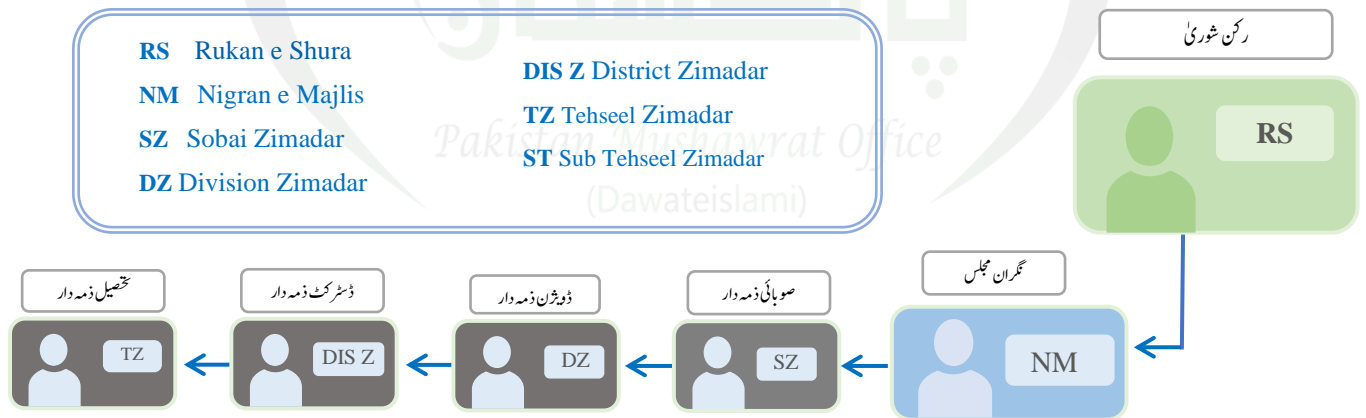 RS Rukan e Shura
NM Nigran e Majlis
SZ Sobai Zimadar
DZ Division Zimadar
DIS Z District Zimadar
TZ Tehseel Zimadar
ST Sub Tehseel Zimadar
Pakistan Mushawrat Office
(Dawateislami)
رکن شوریٰ
RS
نگران مجلس
NM
صوبائی ذمہ دار
SZ
ڈویژن ذمہ دار
DZ
ڈسٹرکٹ ذمہ دار
DIS Z
تحصیل ذمہ دار
TZ